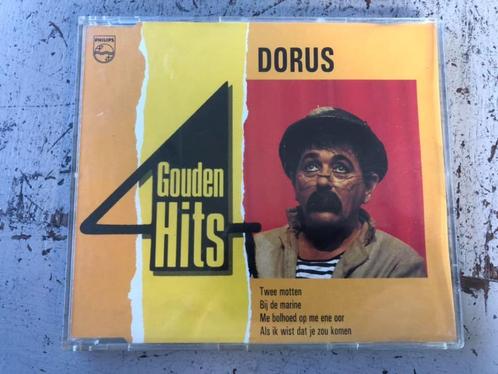 PHILIPS
DORUS
4
Gouden
Hits
Twee motten
Bij de marine
Me bolhoed op me ene oor
Als ik wist dat je zou komen